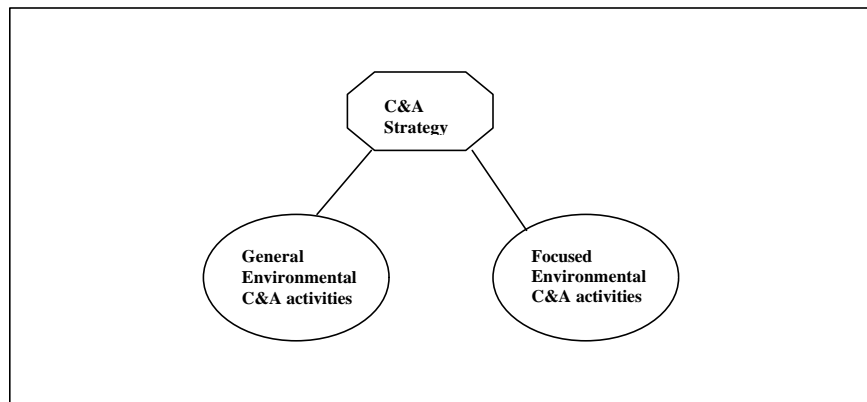 C&A
Strategy
General
Environmental
C&A activities
Focused
Environmental
C&A activities